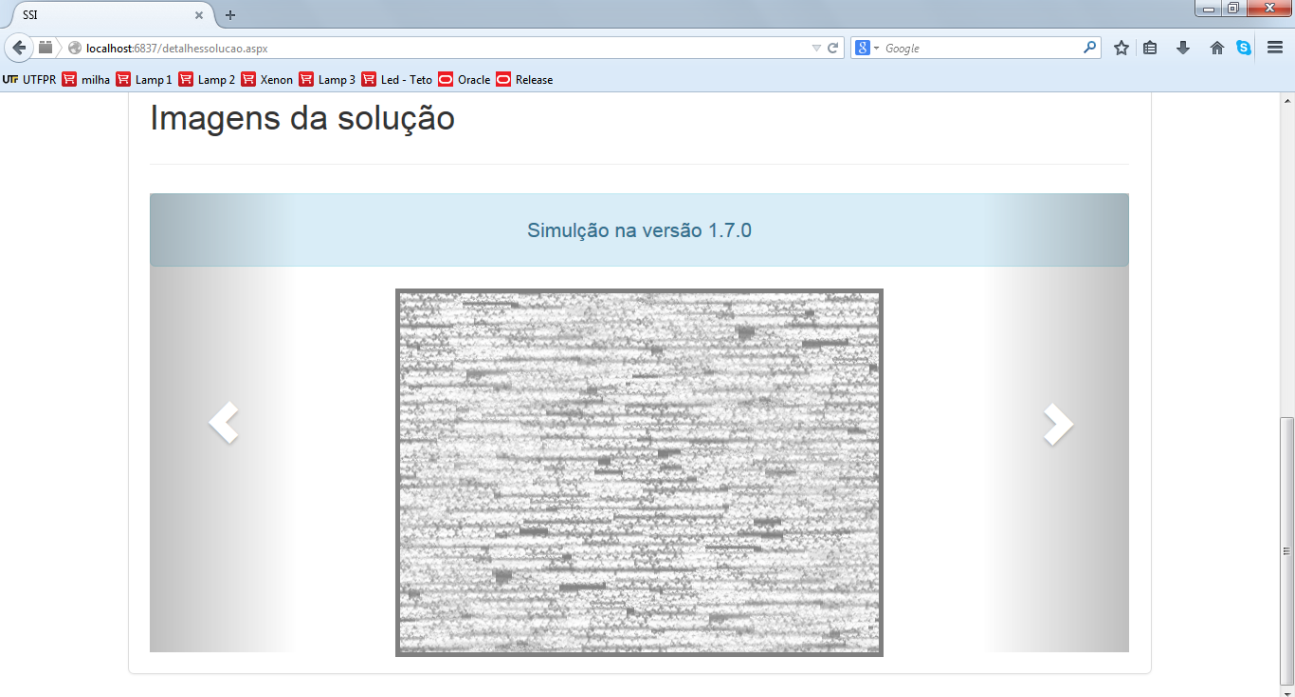 SSI
localhost:6837/detalhessolucao.aspx
Google
UTF UTFPR milha Lamp 1 Lamp 2 Xenon Lamp 3 Led - Teto Oracle Release
Imagens da solução
Simulção na versão 1.7.0